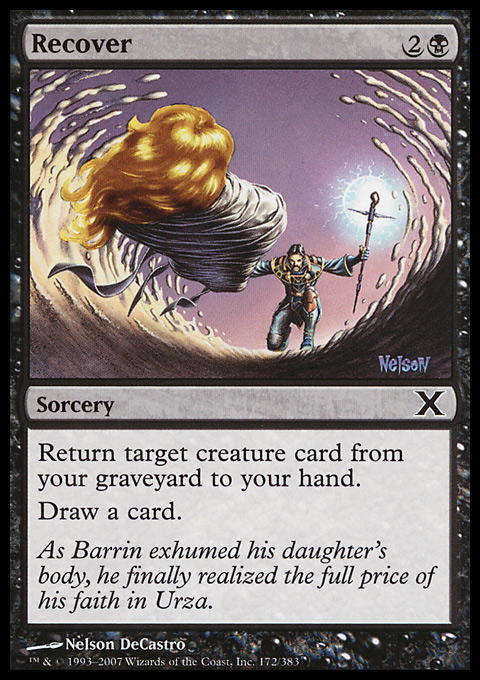 Recover 2
NelsoN
Sorcery X
Return target creature card from
your graveyard to your hand.
Draw a card.
As Barrin exhumed his daughter's
body, he finally realized the full price of
his faith in Urza.
Nelson DeCastro
™ & © 1993–2007 Wizards of the Coast, Inc. 172/383